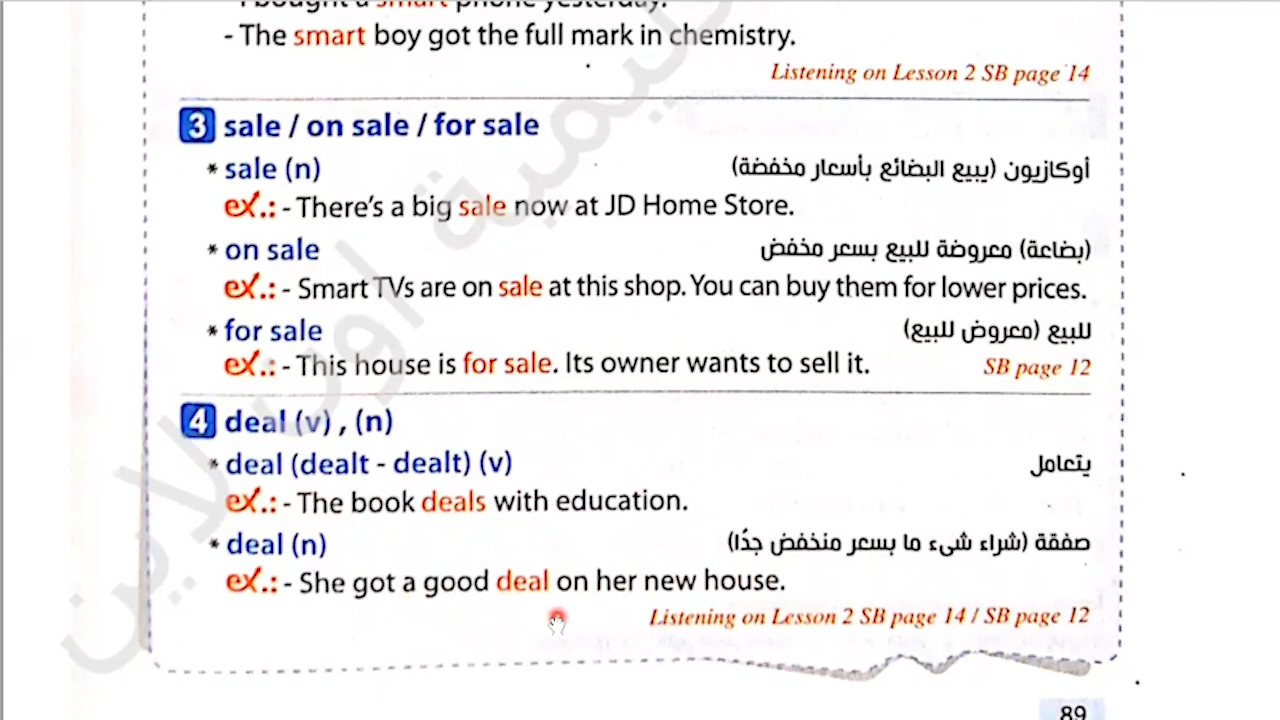 - I bought a smart phone yesterday.
- The smart boy got the full mark in chemistry.
Listening on Lesson 2 SB page 14
3 sale / on sale / for sale
* sale (n) أوكازيون (يبيع البضائع بأسعار مخفضة)
ex.: - There's a big sale now at JD Home Store.
* on sale (بضاعة) معروضة للبيع بسعر مخفض
ex.: - Smart TVs are on sale at this shop. You can buy them for lower prices.
* for sale للبيع (معروض للبيع)
ex.: - This house is for sale. Its owner wants to sell it. SB page 12
4 deal (v) , (n)
* deal (dealt - dealt) (v) يتعامل
ex.: - The book deals with education.
* deal (n) صفقة (شراء شىء ما بسعر منخفض جدًا)
ex.: - She got a good deal on her new house.
Listening on Lesson 2 SB page 14 / SB page 12
89